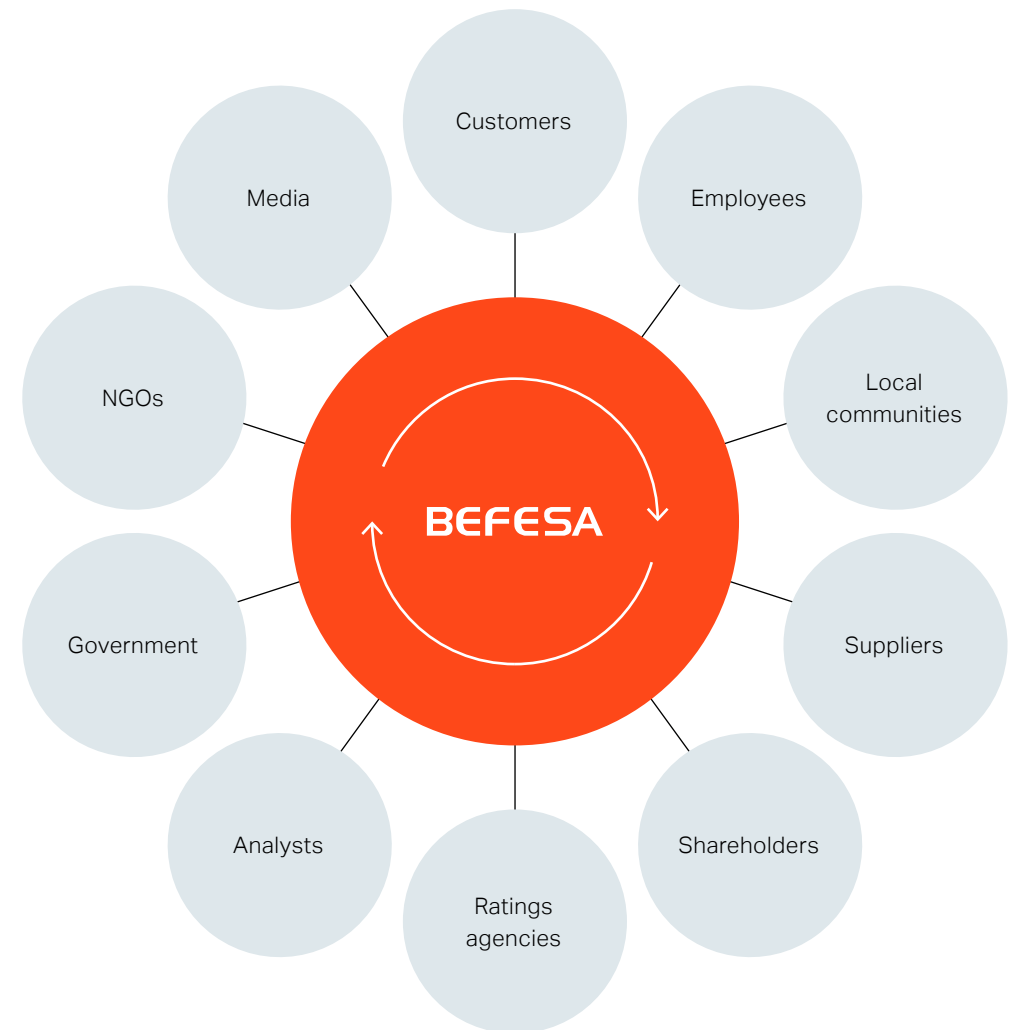 Customers
Employees
Media
Local
communities
NGOs
BEFESA
Suppliers
Government
Shareholders
Analysts
Ratings
agencies